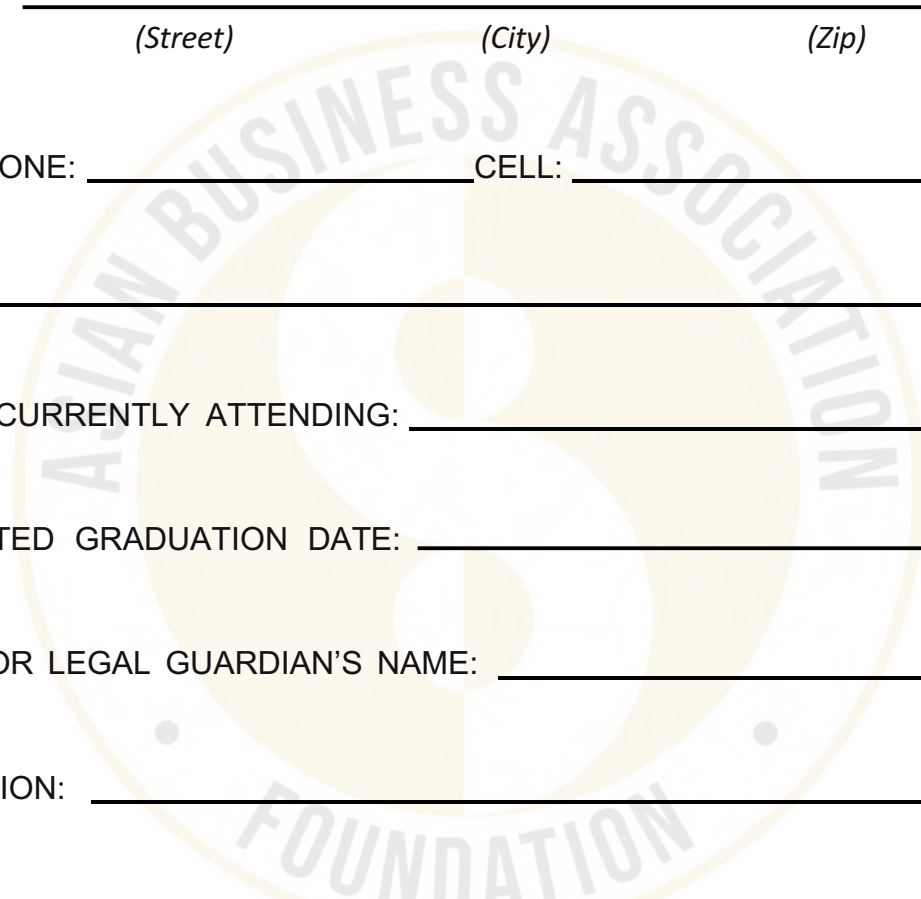 (Street) (City) (Zip)
ONE: CELL:
CURRENTLY ATTENDING:
TED GRADUATION DATE:
OR LEGAL GUARDIAN’S NAME:
ION:
ASIAN BUSINESS ASSOCIATION
FOUNDATION